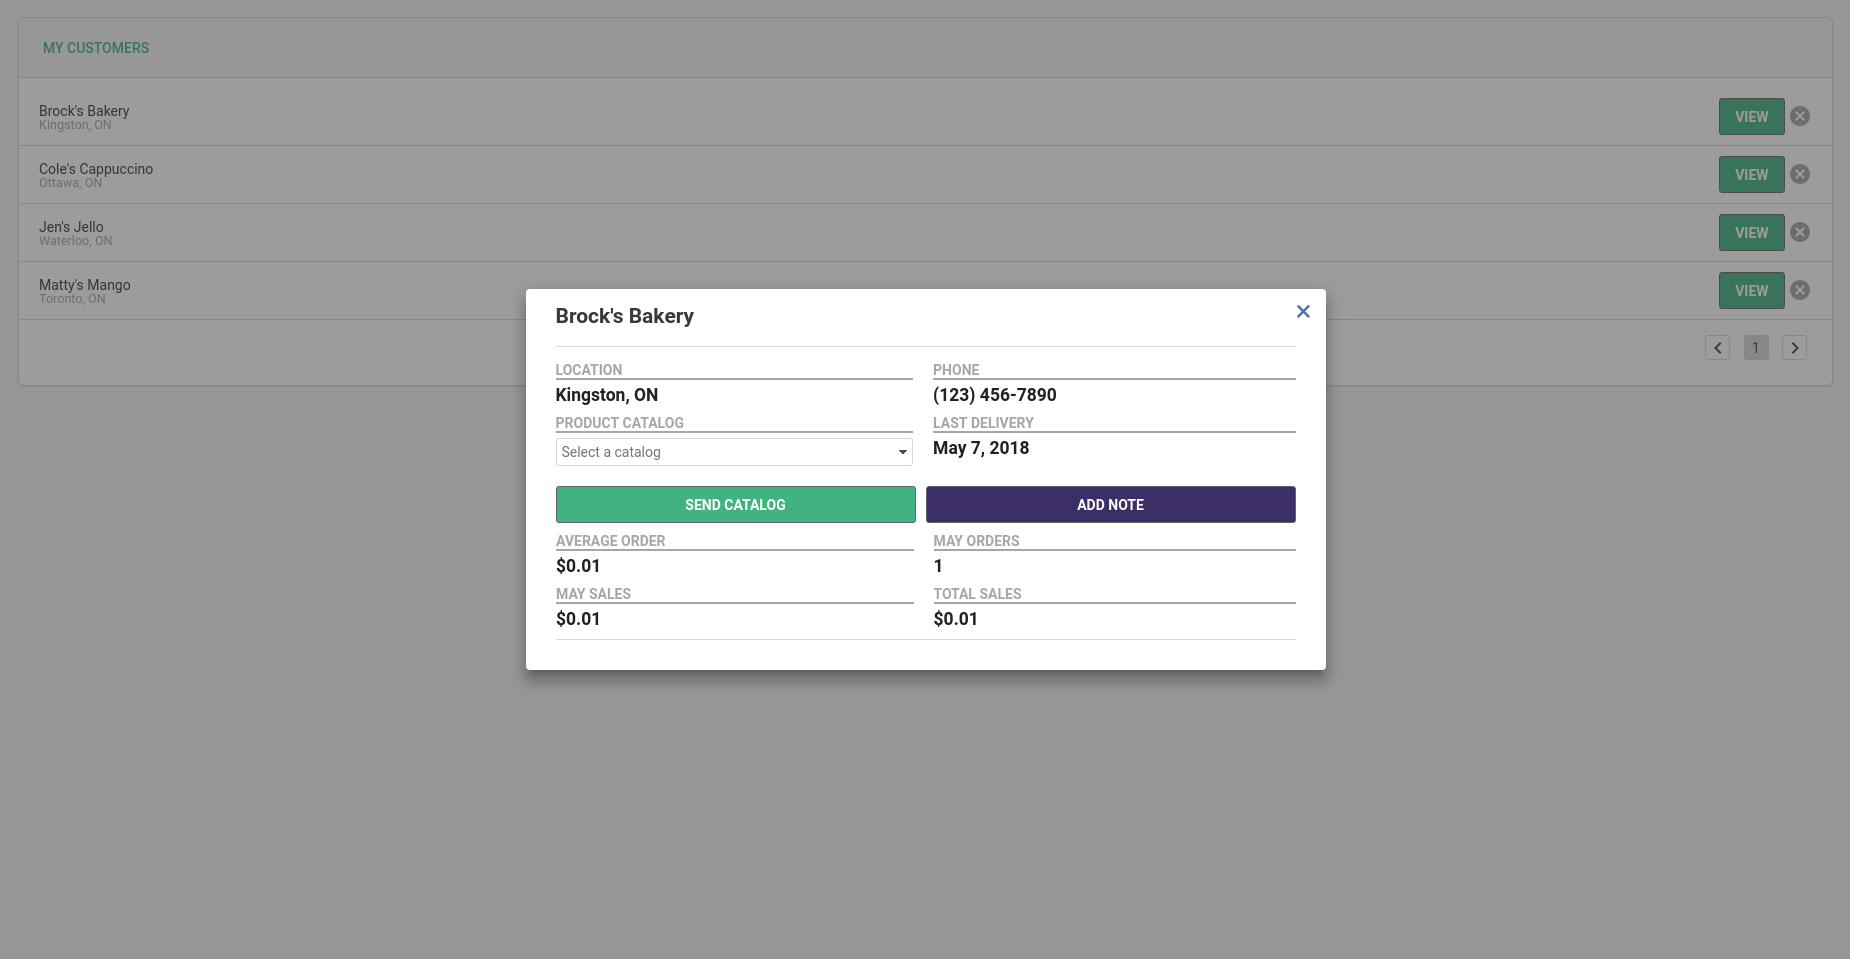 MY CUSTOMERS
Brock's Bakery
Kingston, ON
VIEW
Cole's Cappuccino
Ottawa, ON
VIEW
Jen's Jello
Waterloo, ON
VIEW
Matty's Mango
Toronto, ON
VIEW
1
Brock's Bakery
LOCATION PHONE
Kingston, ON (123) 456-7890
PRODUCT CATALOG LAST DELIVERY
Select a catalog May 7, 2018
SEND CATALOG ADD NOTE
AVERAGE ORDER MAY ORDERS
$0.01 1
MAY SALES TOTAL SALES
$0.01 $0.01